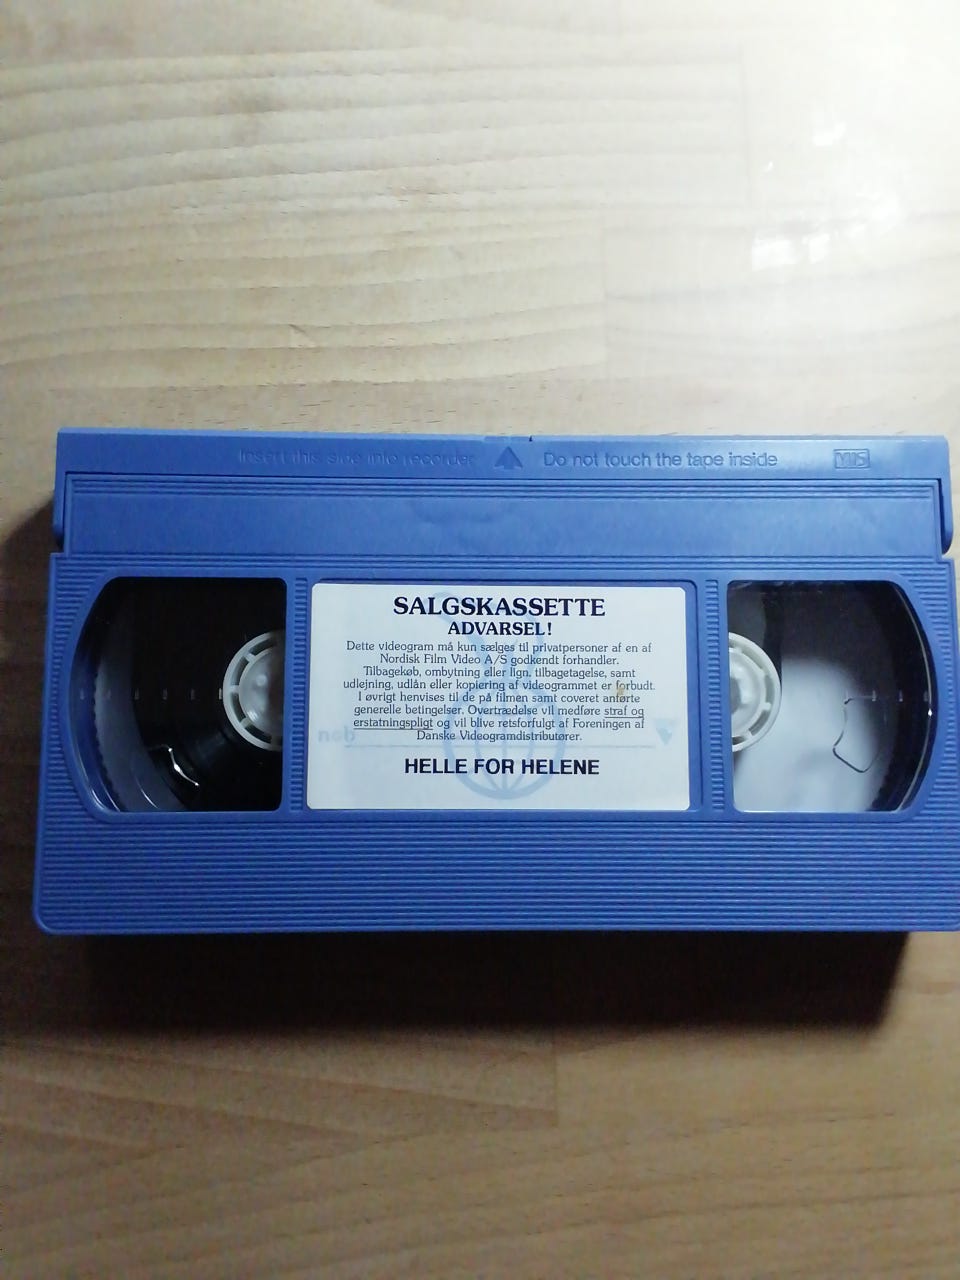 Insert this side into recorder Do not touch the tape inside VHS
SALGSKASSETTE
ADVARSEL!
Dette videogram må kun sælges til privatpersoner af en af
Nordisk Film Video A/S godkendt forhandler.
Tilbagekøb, ombytning eller lign. tilbagetagelse, samt
udlejning, udlån eller kopiering af videogrammet er forbudt.
I øvrigt henvises til de på filmen samt coveret anførte
generelle betingelser. Overtrædelse vil medføre straf og
erstatningspligt og vil blive retsforfulgt af Foreningen af
Danske Videogramdistributører.
HELLE FOR HELENE